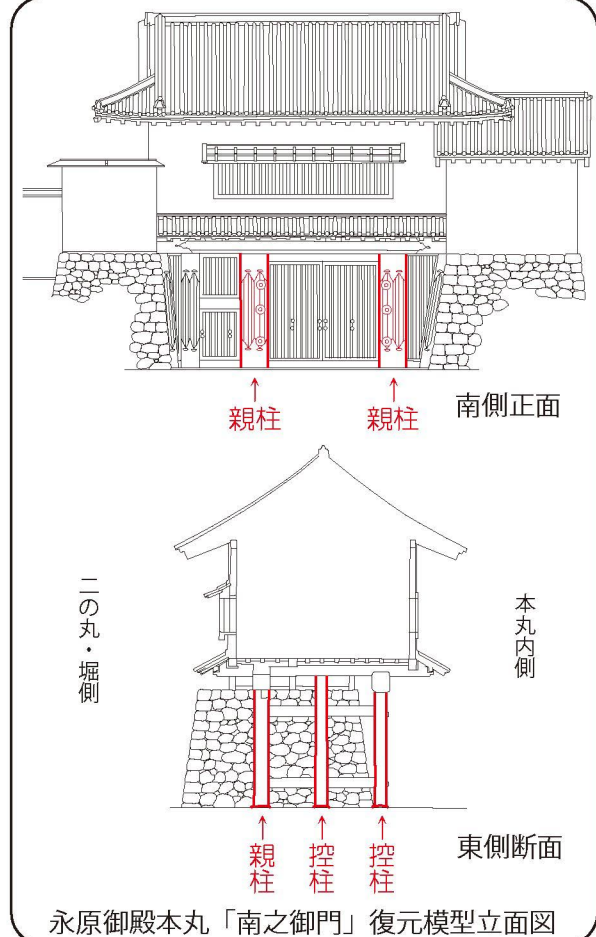 親柱
親柱
南側正面
二の丸・堀側
本丸内側
親柱
控柱
控柱
東側断面
永原御殿本丸「南之御門」復元模型立面図